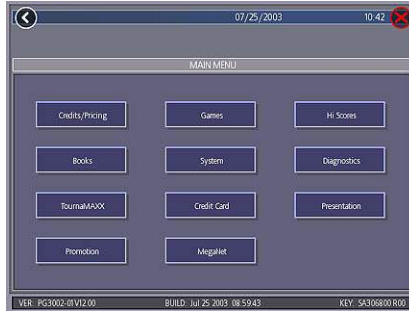 07/25/2003 10:42
MAIN MENU
Credits/Pricing Games Hi Scores
Books System Diagnostics
TournaMAXX Credit Card Presentation
Promotion MegaNet
VER: PG3002-01V12.00 BUILD: Jul 25 2003 08:59:43 KEY: SA306800 R00